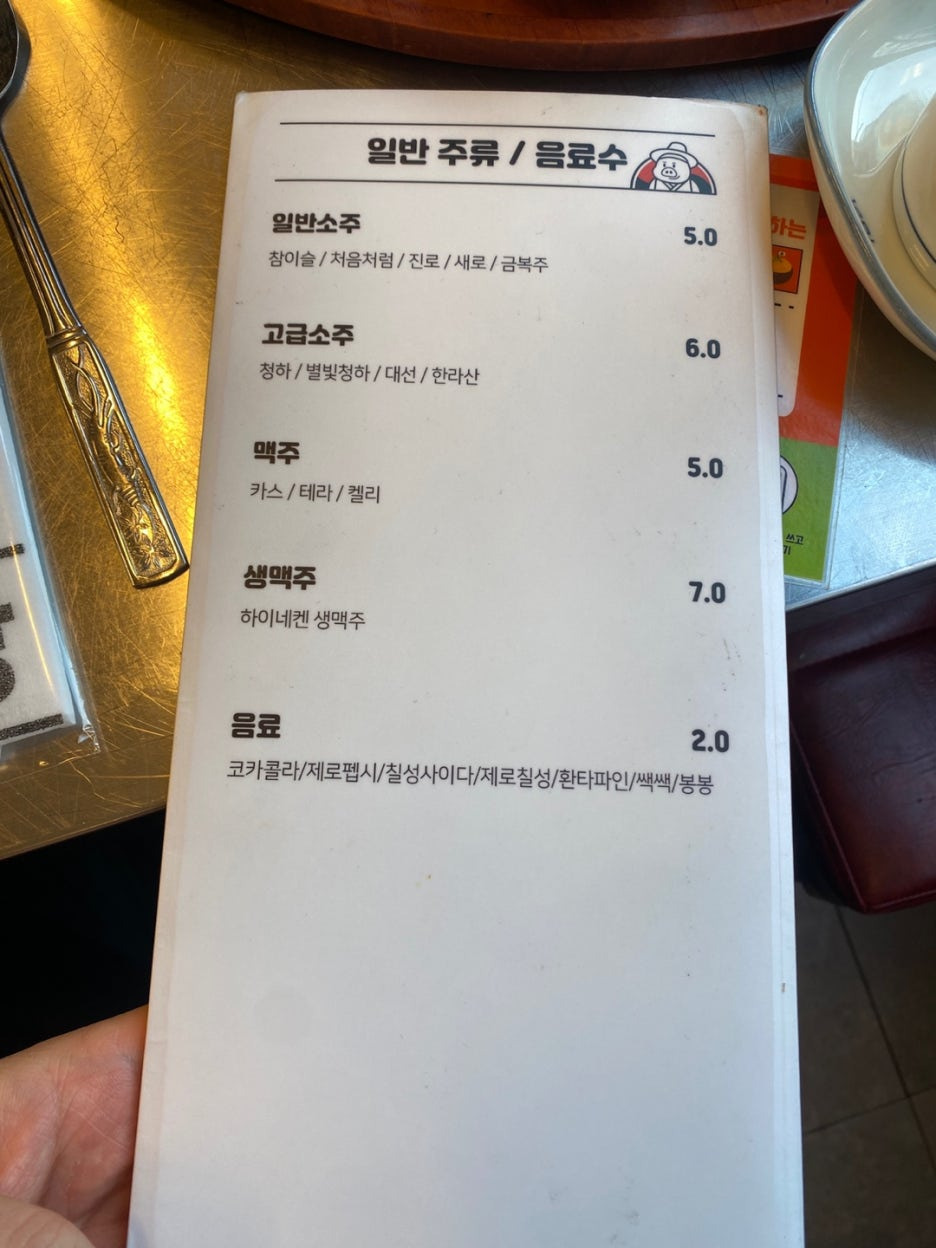 일반 주류 / 음료수
일반소주
5.0
참이슬 / 처음처럼 / 진로 / 새로 / 금복주
고급소주
6.0
청하 / 별빛청하 / 대선 / 한라산
맥주
5.0
카스 / 테라 / 켈리
생맥주
7.0
하이네켄 생맥주
음료
2.0
코카콜라/제로펩시/칠성사이다/제로칠성/환타파인/쌕쌕/봉봉
하는
쓰고